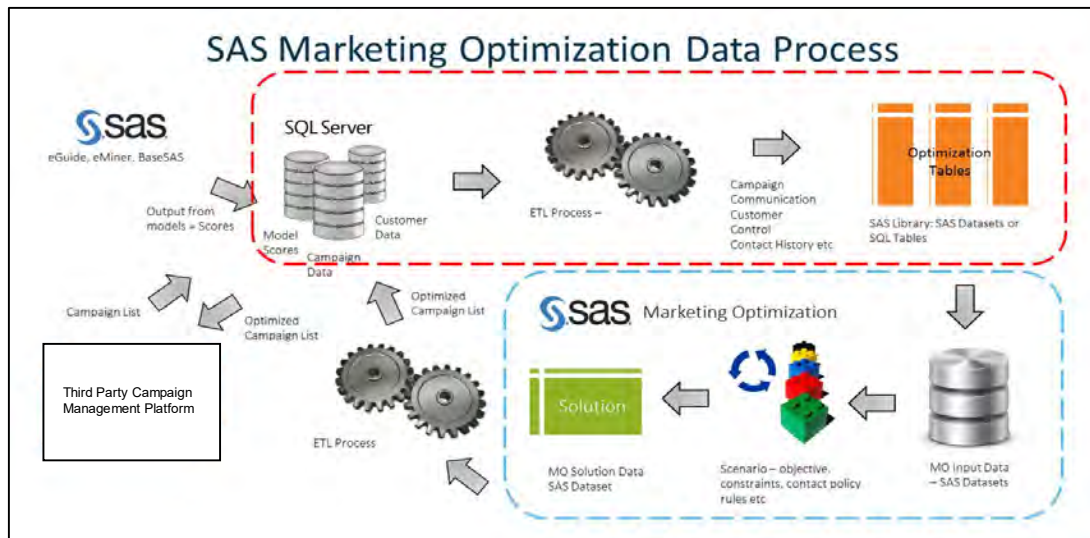 SAS Marketing Optimization Data Process
sas
eGuide, eMiner, BaseSAS
SQL Server
Output from
models = Scores
Model
Scores
Campaign
Data
Customer
Data
ETL Process –
Campaign
Communication
Customer
Control
Contact History etc
Optimization
Tables
SAS Library: SAS Datasets or
SQL Tables
Campaign List
Optimized
Campaign List
Optimized
Campaign List
Third Party Campaign
Management Platform
ETL Process
sas Marketing Optimization
Solution
MO Solution Data
SAS Dataset
Scenario – objective,
constraints, contact policy
rules etc
MO Input Data
– SAS Datasets